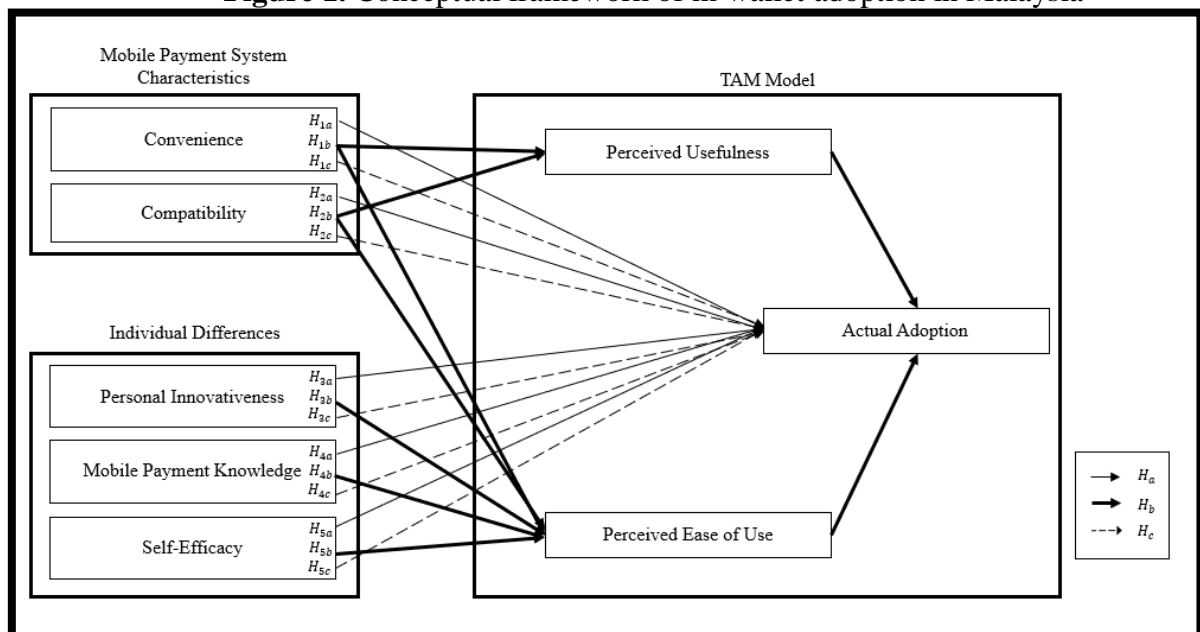 Figure 1. Conceptual framework of m-wallet adoption in Malaysia
Mobile Payment System
Characteristics
Convenience
H1a
H1b
H1c
Compatibility
H2a
H2b
H2c
Individual Differences
Personal Innovativeness
H3a
H3b
H3c
Mobile Payment Knowledge
H4a
H4b
H4c
Self-Efficacy
H5a
H5b
H5c
TAM Model
Perceived Usefulness
Actual Adoption
Perceived Ease of Use
Ha
Hb
Hc